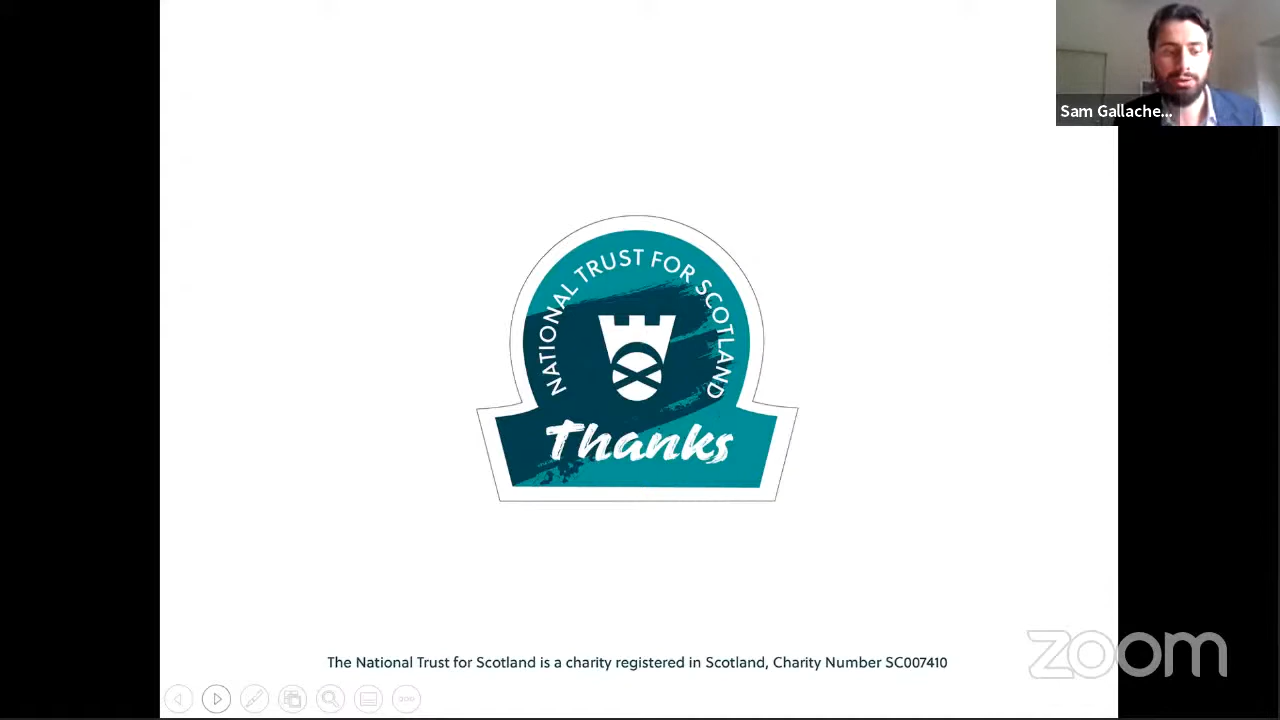 Sam Gallache...
NATIONAL TRUST FOR SCOTLAND
Thanks
The National Trust for Scotland is a charity registered in Scotland, Charity Number SC007410
zoom